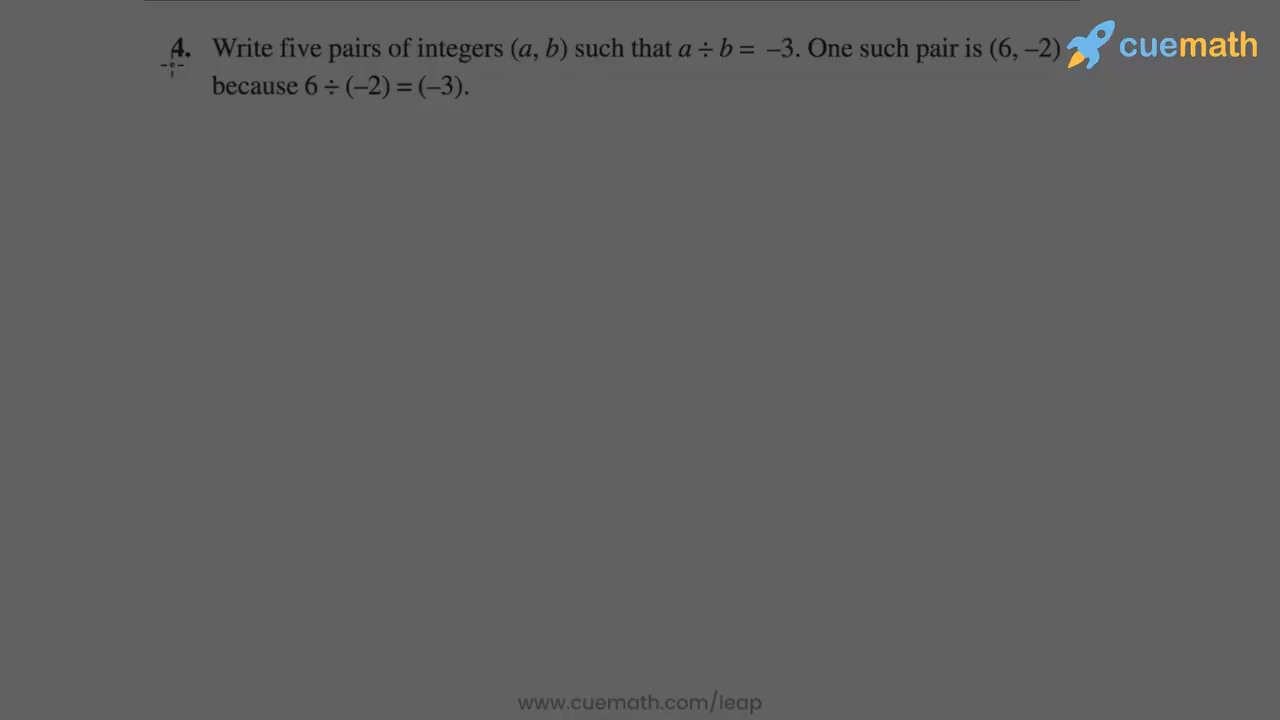 4. Write five pairs of integers (a, b) such that a ÷ b = –3. One such pair is (6, –2)
because 6 ÷ (–2) = (–3).
cuemath
www.cuemath.com/leap